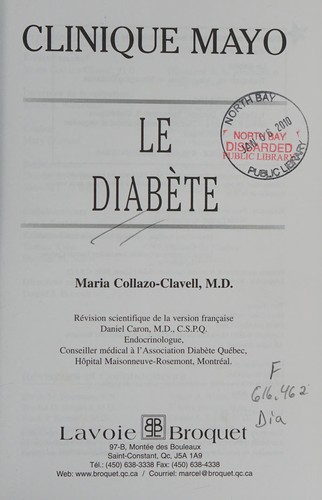 CLINIQUE MAYO
NORTH BAY
2010
NORTH BAY
DISCARDED
PUBLIC LIBRARY
PUBLIC LIBRARY
LE
DIABÈTE
Maria Collazo-Clavell, M.D.
Révision scientifique de la version française
Daniel Caron, M.D., C.S.P.Q.
Endocrinologue,
Conseiller médical à l'Association Diabète Québec,
Hôpital Maisonneuve-Rosemont, Montréal.
F
616.462
Dia
Lavoie Broquet
97-B, Montée des Bouleaux
Saint-Constant, Qc, J5A 1A9
Tél.: (450) 638-3338 Fax: (450) 638-4338
Web: www.broquet.qc.ca / Courriel: marcel@broquet.qc.ca